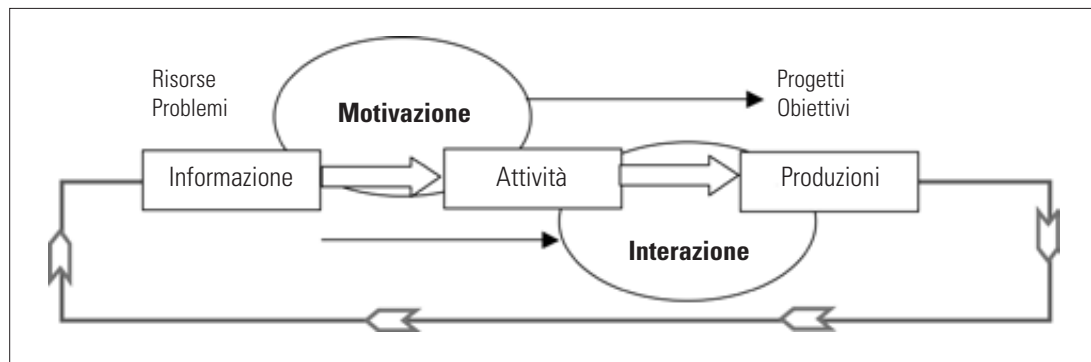 Risorse
Problemi
Motivazione
Progetti
Obiettivi
Informazione
Attività
Produzioni
Interazione